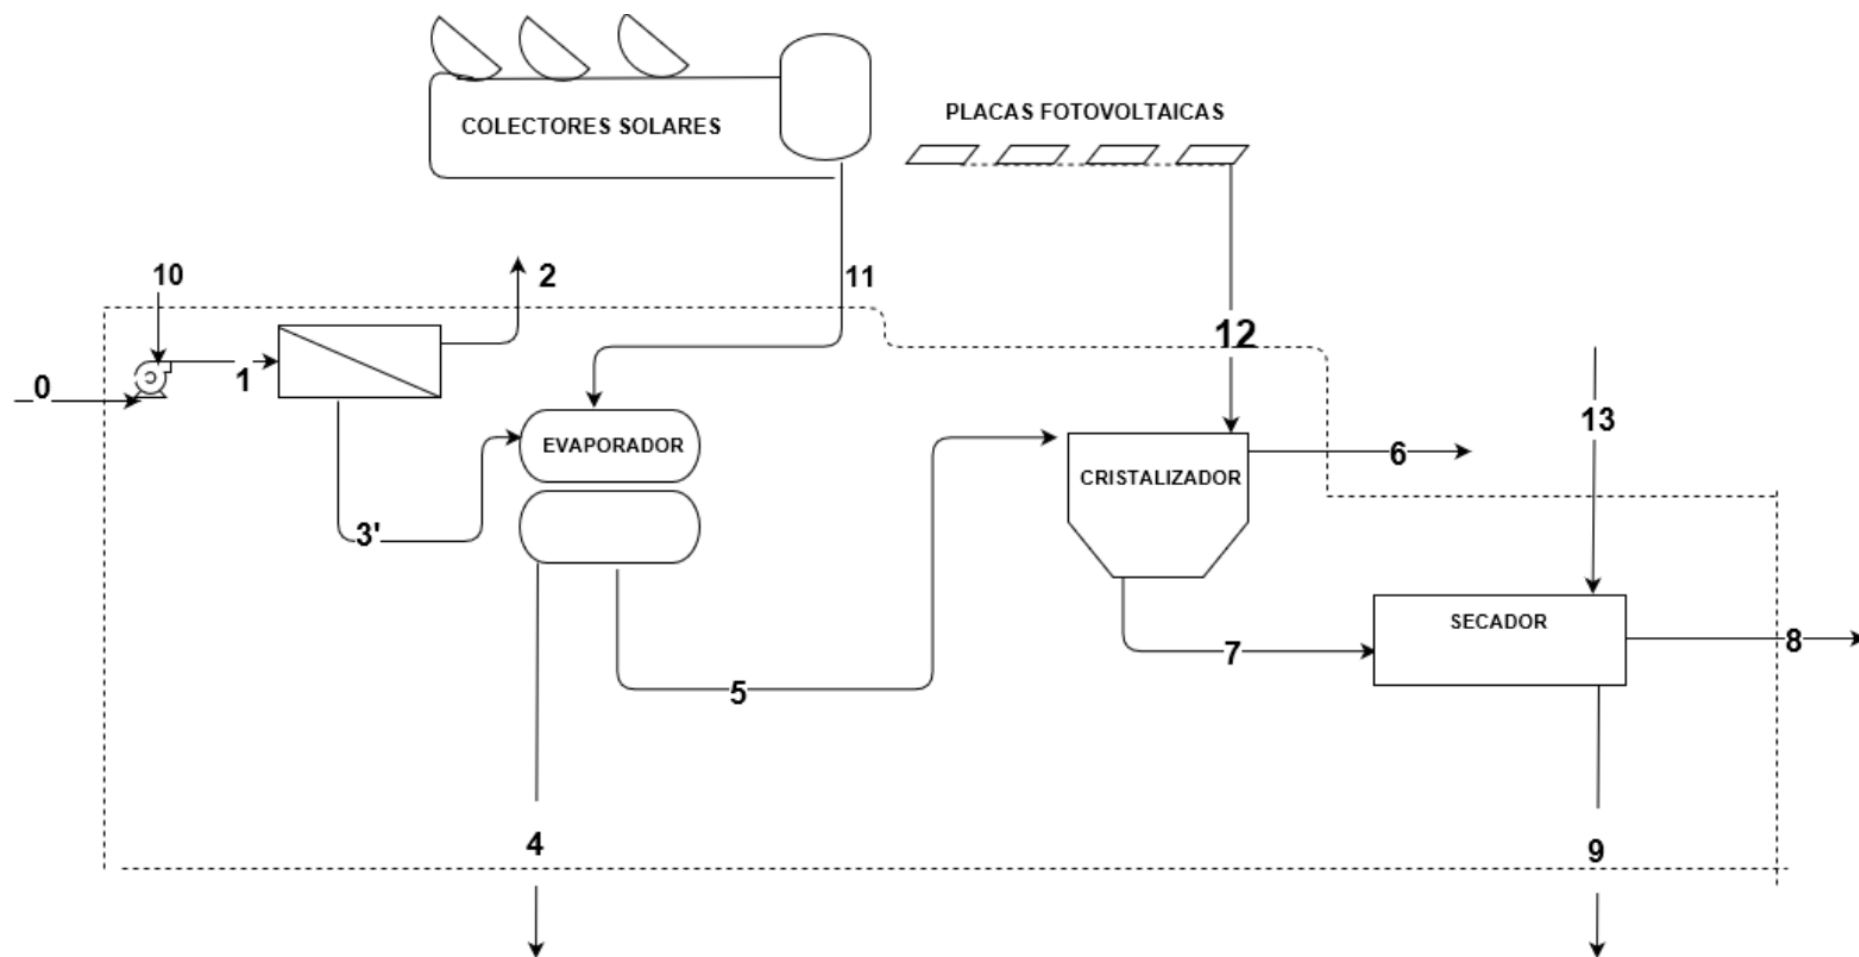 PLACAS FOTOVOLTAICAS
COLECTORES SOLARES
10
2
11
12
0
1
EVAPORADOR
13
6
CRISTALIZADOR
3'
SECADOR
8
7
5
4
9